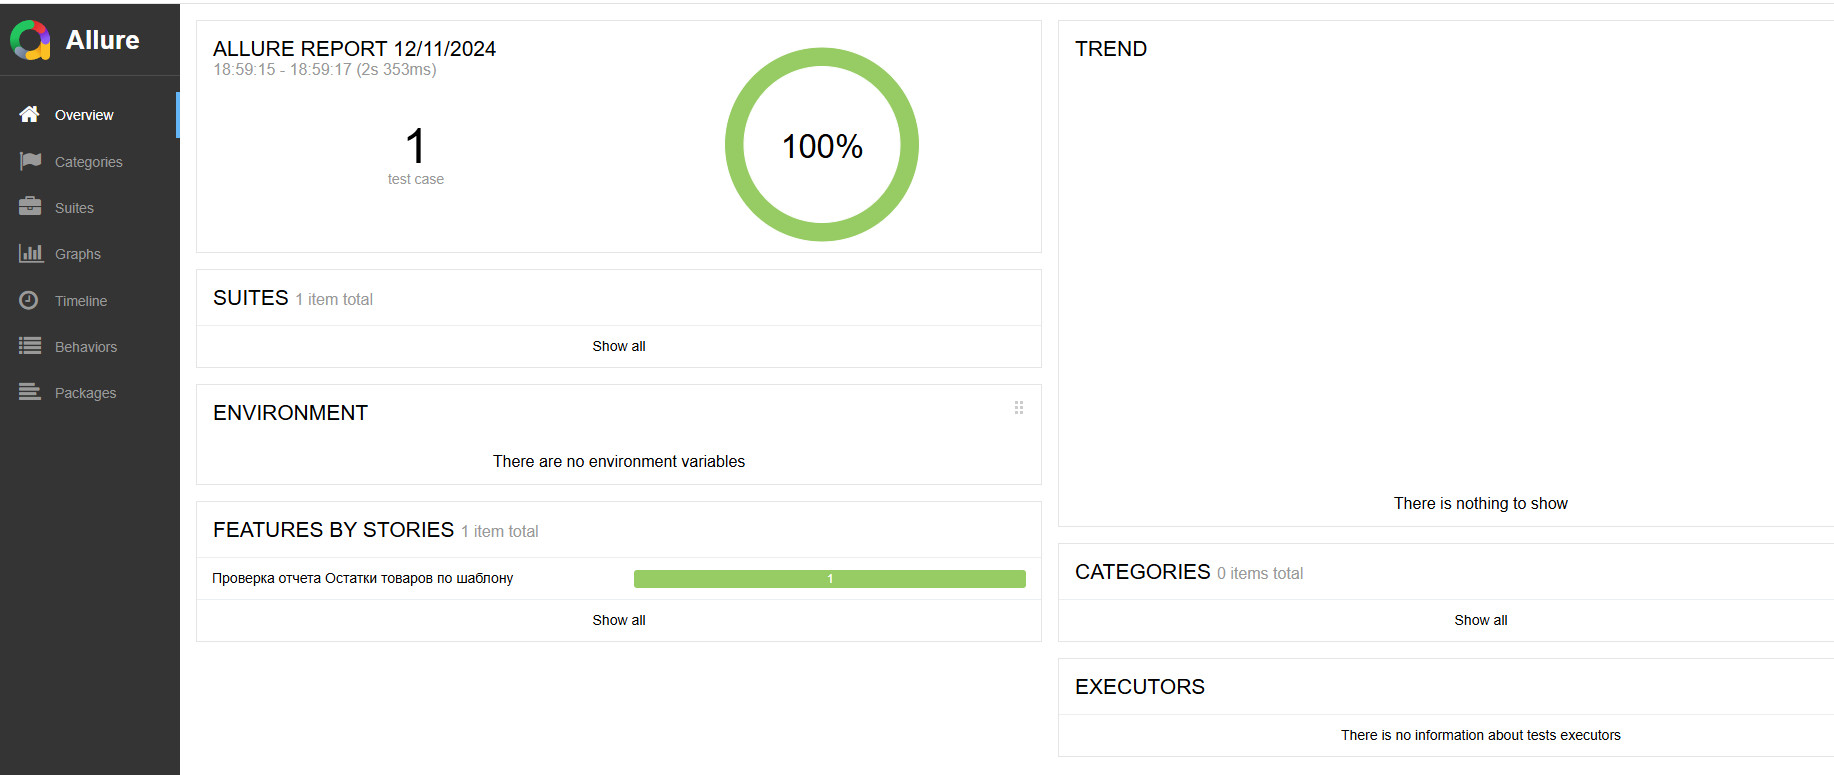 Allure
Overview
Categories
Suites
Graphs
Timeline
Behaviors
Packages
ALLURE REPORT 12/11/2024
18:59:15 - 18:59:17 (2s 353ms)
1
test case
100%
SUITES 1 item total
Show all
ENVIRONMENT
There are no environment variables
FEATURES BY STORIES 1 item total
Проверка отчета Остатки товаров по шаблону 1
Show all
TREND
There is nothing to show
CATEGORIES 0 items total
Show all
EXECUTORS
There is no information about tests executors